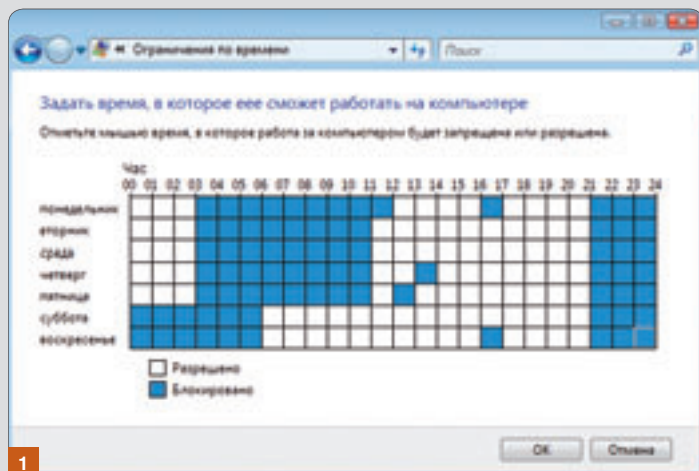 « Ограничения по времени
Поиск
Задать время, в которое еее сможет работать на компьютере
Отметьте мышью время, в которое работа за компьютером будет запрещена или разрешена.
Час
00 01 02 03 04 05 06 07 08 09 10 11 12 13 14 15 16 17 18 19 20 21 22 23 24
понедельник
вторник
среда
четверг
пятница
суббота
воскресенье
Разрешено
Блокировано
ОК Отмена
1